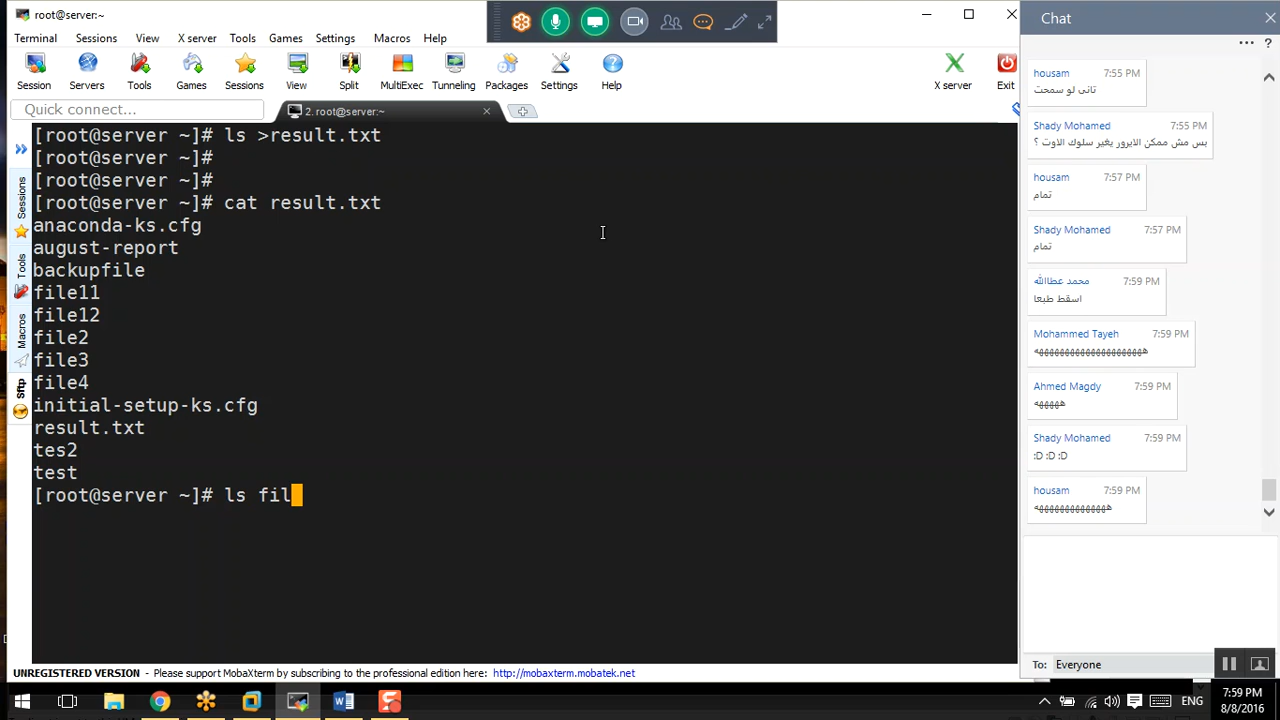 root@server:~
Terminal Sessions View X server Tools Games Settings Macros Help
Session Servers Tools Games Sessions View Split MultiExec Tunneling Packages Settings Help X server Exit
Quick connect...
2. root@server:~
Sessions
Tools
Macros
Sftp
[root@server ~]# ls >result.txt
[root@server ~]#
[root@server ~]#
[root@server ~]# cat result.txt
anaconda-ks.cfg
august-report
backupfile
file11
file12
file2
file3
file4
initial-setup-ks.cfg
result.txt
tes2
test
[root@server ~]# ls fil
UNREGISTERED VERSION - Please support MobaXterm by subscribing to the professional edition here: http://mobaxterm.mobatek.net
Chat
... ?
housam 7:55 PM
تانى لو سمحت
Shady Mohamed 7:55 PM
بس مش ممكن الايرور يغير سلوك الاوت ؟
housam 7:57 PM
تمام
Shady Mohamed 7:57 PM
تمام
محمد عطاالله 7:59 PM
اسقط طبعا
Mohammed Tayeh 7:59 PM
Ahmed Magdy 7:59 PM
Shady Mohamed 7:59 PM
:D :D :D
housam 7:59 PM
To: Everyone
ENG
7:59 PM
8/8/2016